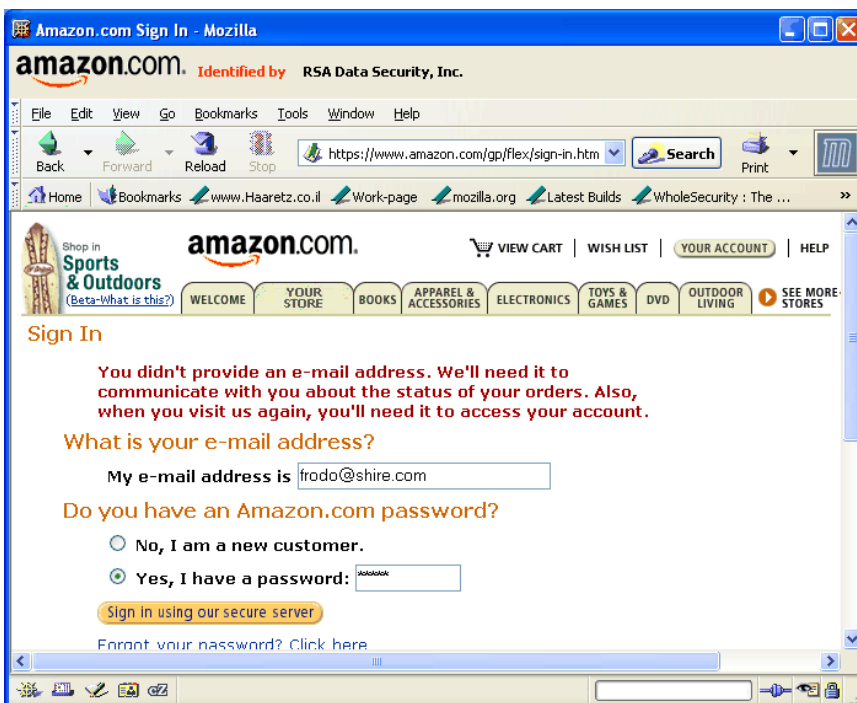 Amazon.com Sign In - Mozilla
amazon.com. Identified by RSA Data Security, Inc.
File Edit View Go Bookmarks Tools Window Help
Back Forward Reload Stop https://www.amazon.com/gp/flex/sign-in.htm Search Print
Home Bookmarks www.Haaretz.co.il Work-page mozilla.org Latest Builds WholeSecurity : The ... »
Shop in
Sports
& Outdoors
(Beta-What is this?)
amazon.com.
VIEW CART | WISH LIST | YOUR ACCOUNT | HELP
WELCOME YOUR STORE BOOKS APPAREL & ACCESSORIES ELECTRONICS TOYS & GAMES DVD OUTDOOR LIVING SEE MORE STORES
Sign In
You didn't provide an e-mail address. We'll need it to
communicate with you about the status of your orders. Also,
when you visit us again, you'll need it to access your account.
What is your e-mail address?
My e-mail address is frodo@shire.com
Do you have an Amazon.com password?
No, I am a new customer.
Yes, I have a password: ******
Sign in using our secure server
Forgot your password? Click here